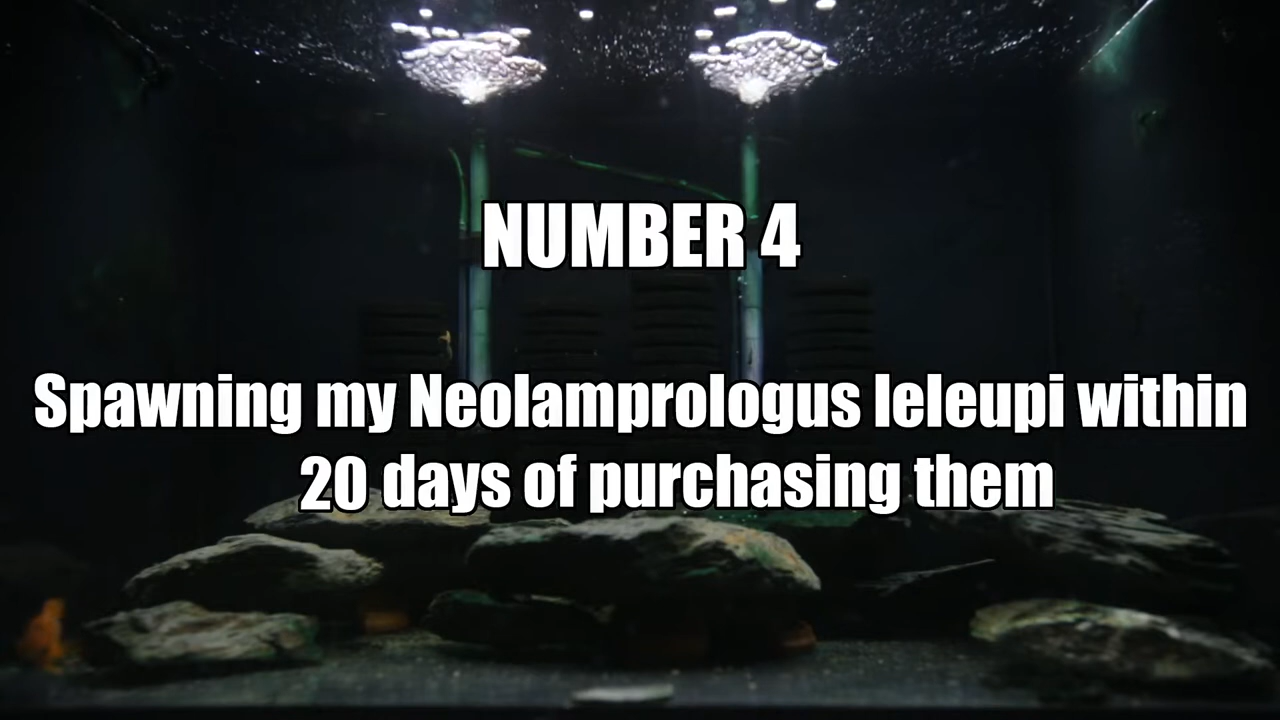 NUMBER 4
Spawning my Neolamprologus leleupi within
20 days of purchasing them